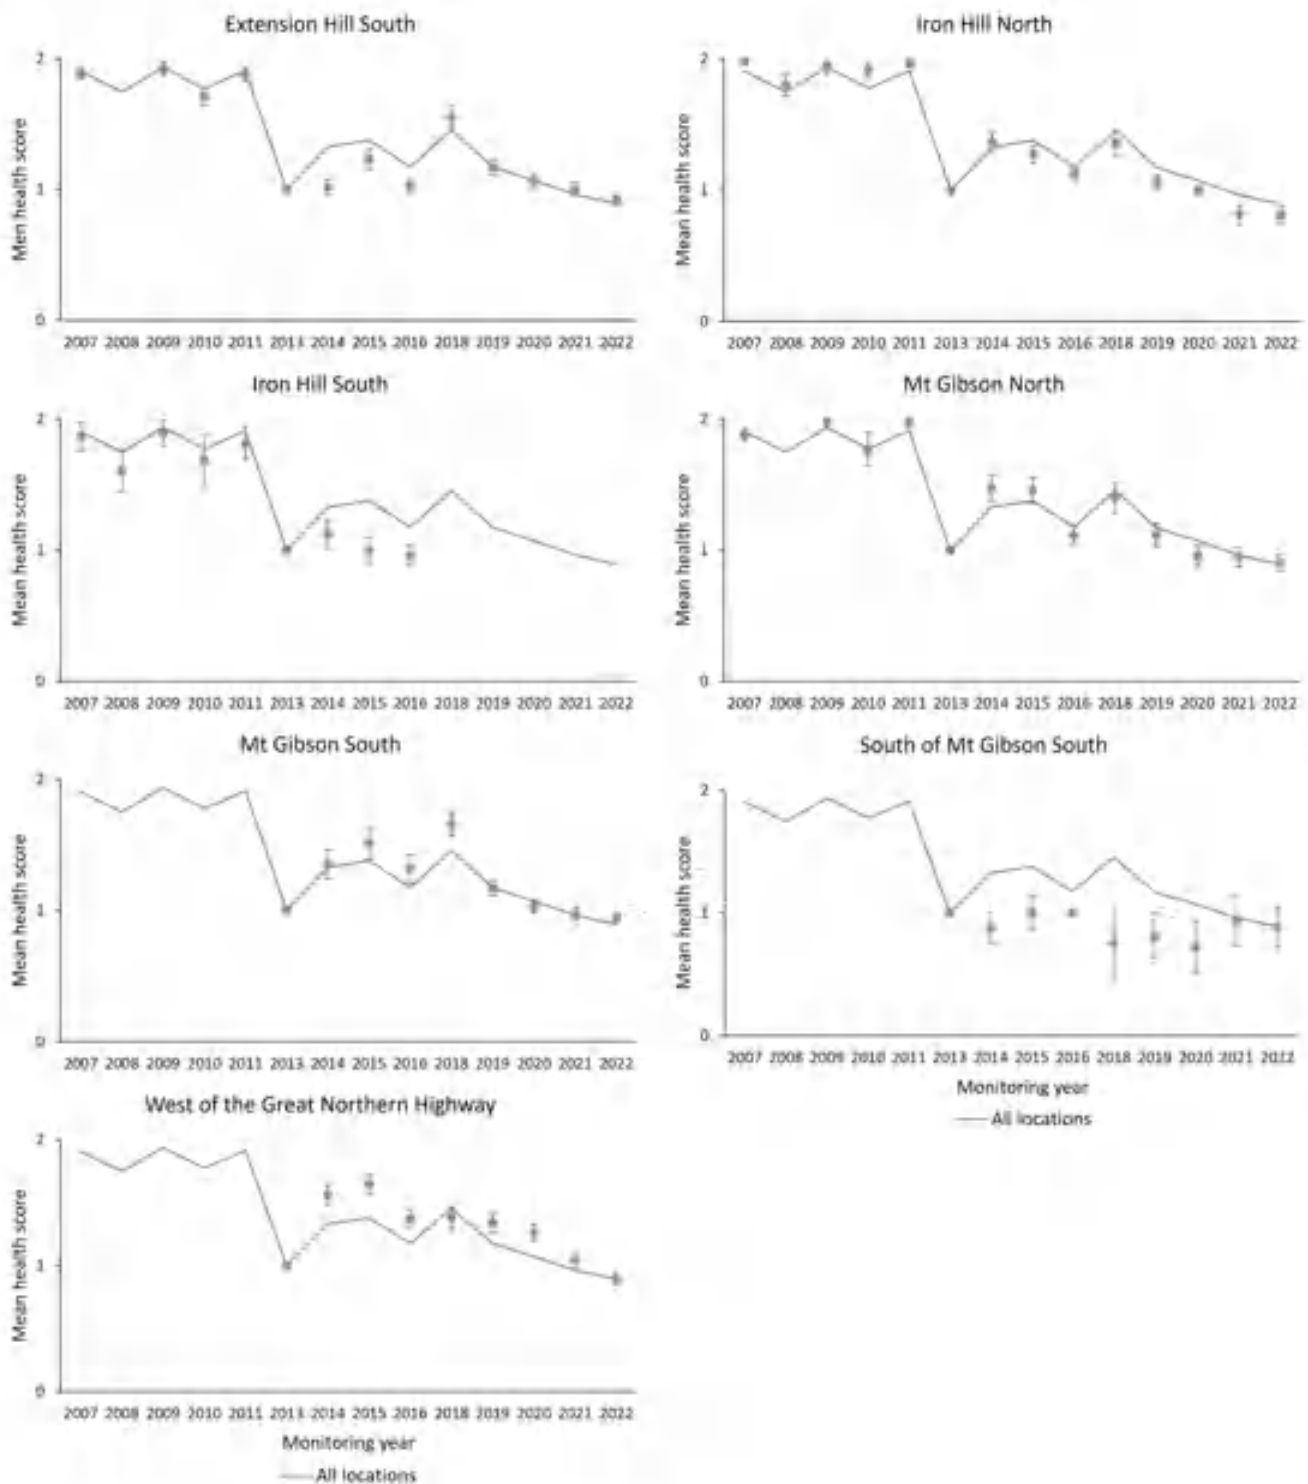 Extension Hill South
Iron Hill North
2
1
0
Men health score
2007 2008 2009 2010 2011 2013 2014 2015 2016 2018 2019 2020 2021 2022
2
1
0
Mean health score
2007 2008 2009 2010 2011 2013 2014 2015 2016 2018 2019 2020 2021 2022
Iron Hill South
Mt Gibson North
2
1
0
Mean health score
2007 2008 2009 2010 2011 2013 2014 2015 2016 2018 2019 2020 2021 2022
2
1
0
Mean health score
2007 2008 2009 2010 2011 2013 2014 2015 2016 2018 2019 2020 2021 2022
Mt Gibson South
South of Mt Gibson South
2
1
0
Mean health score
2007 2008 2009 2010 2011 2013 2014 2015 2016 2018 2019 2020 2021 2022
2
1
0
Mean health score
2007 2008 2009 2010 2011 2013 2014 2015 2016 2018 2019 2020 2021 2022
Monitoring year
All locations
West of the Great Northern Highway
2
1
0
Mean health score
2007 2008 2009 2010 2011 2013 2014 2015 2016 2018 2019 2020 2021 2022
Monitoring year
All locations